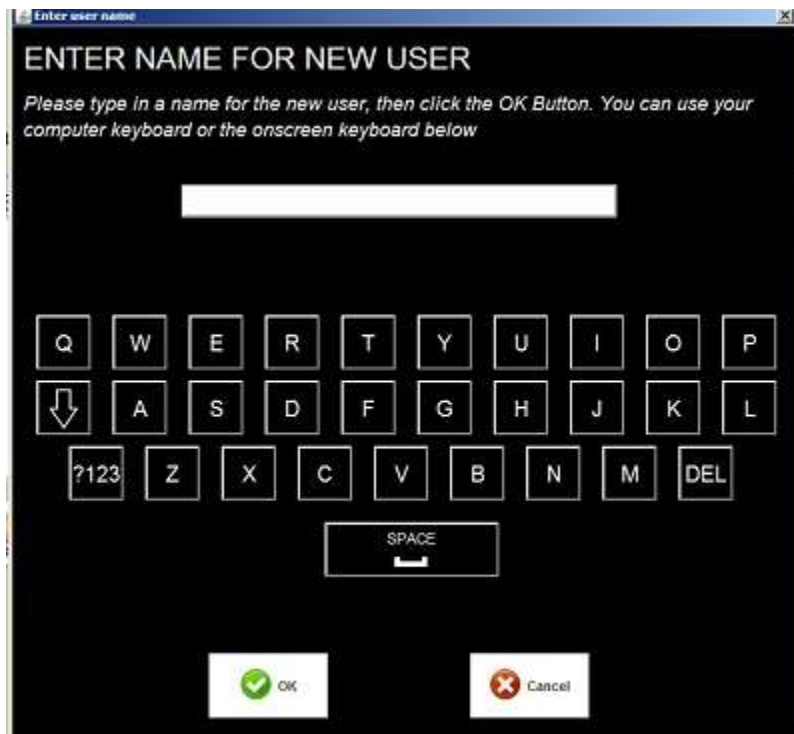 Enter user name
ENTER NAME FOR NEW USER
Please type in a name for the new user, then click the OK Button. You can use your
computer keyboard or the onscreen keyboard below
Q W E R T Y U I O P
A S D F G H J K L
?123 Z X C V B N M DEL
SPACE
OK Cancel